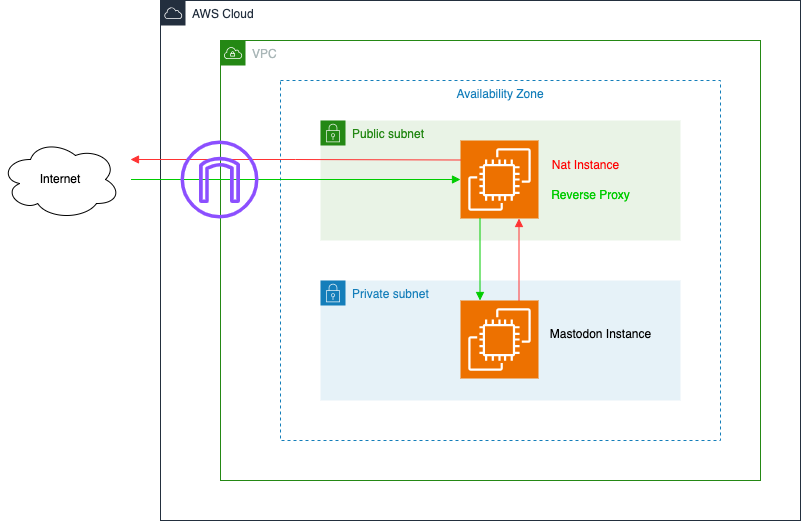 AWS Cloud
VPC
Availability Zone
Public subnet
Internet
Nat Instance
Reverse Proxy
Private subnet
Mastodon Instance